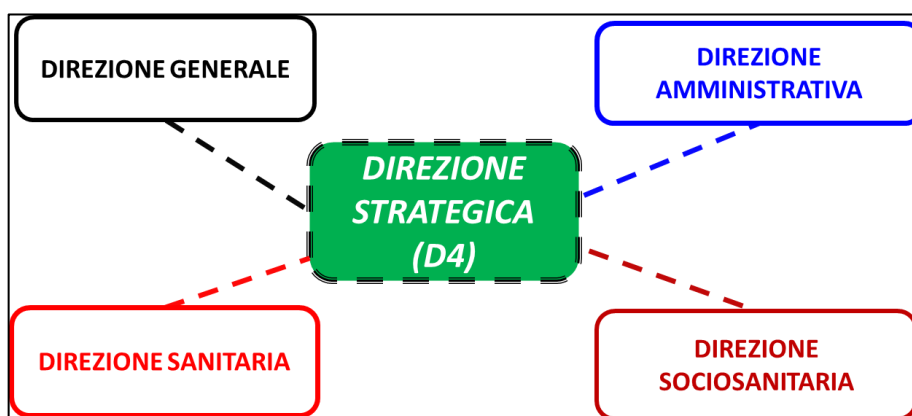 DIREZIONE GENERALE
DIREZIONE
AMMINISTRATIVA
DIREZIONE
STRATEGICA
(D4)
DIREZIONE SANITARIA
DIREZIONE
SOCIOSANITARIA